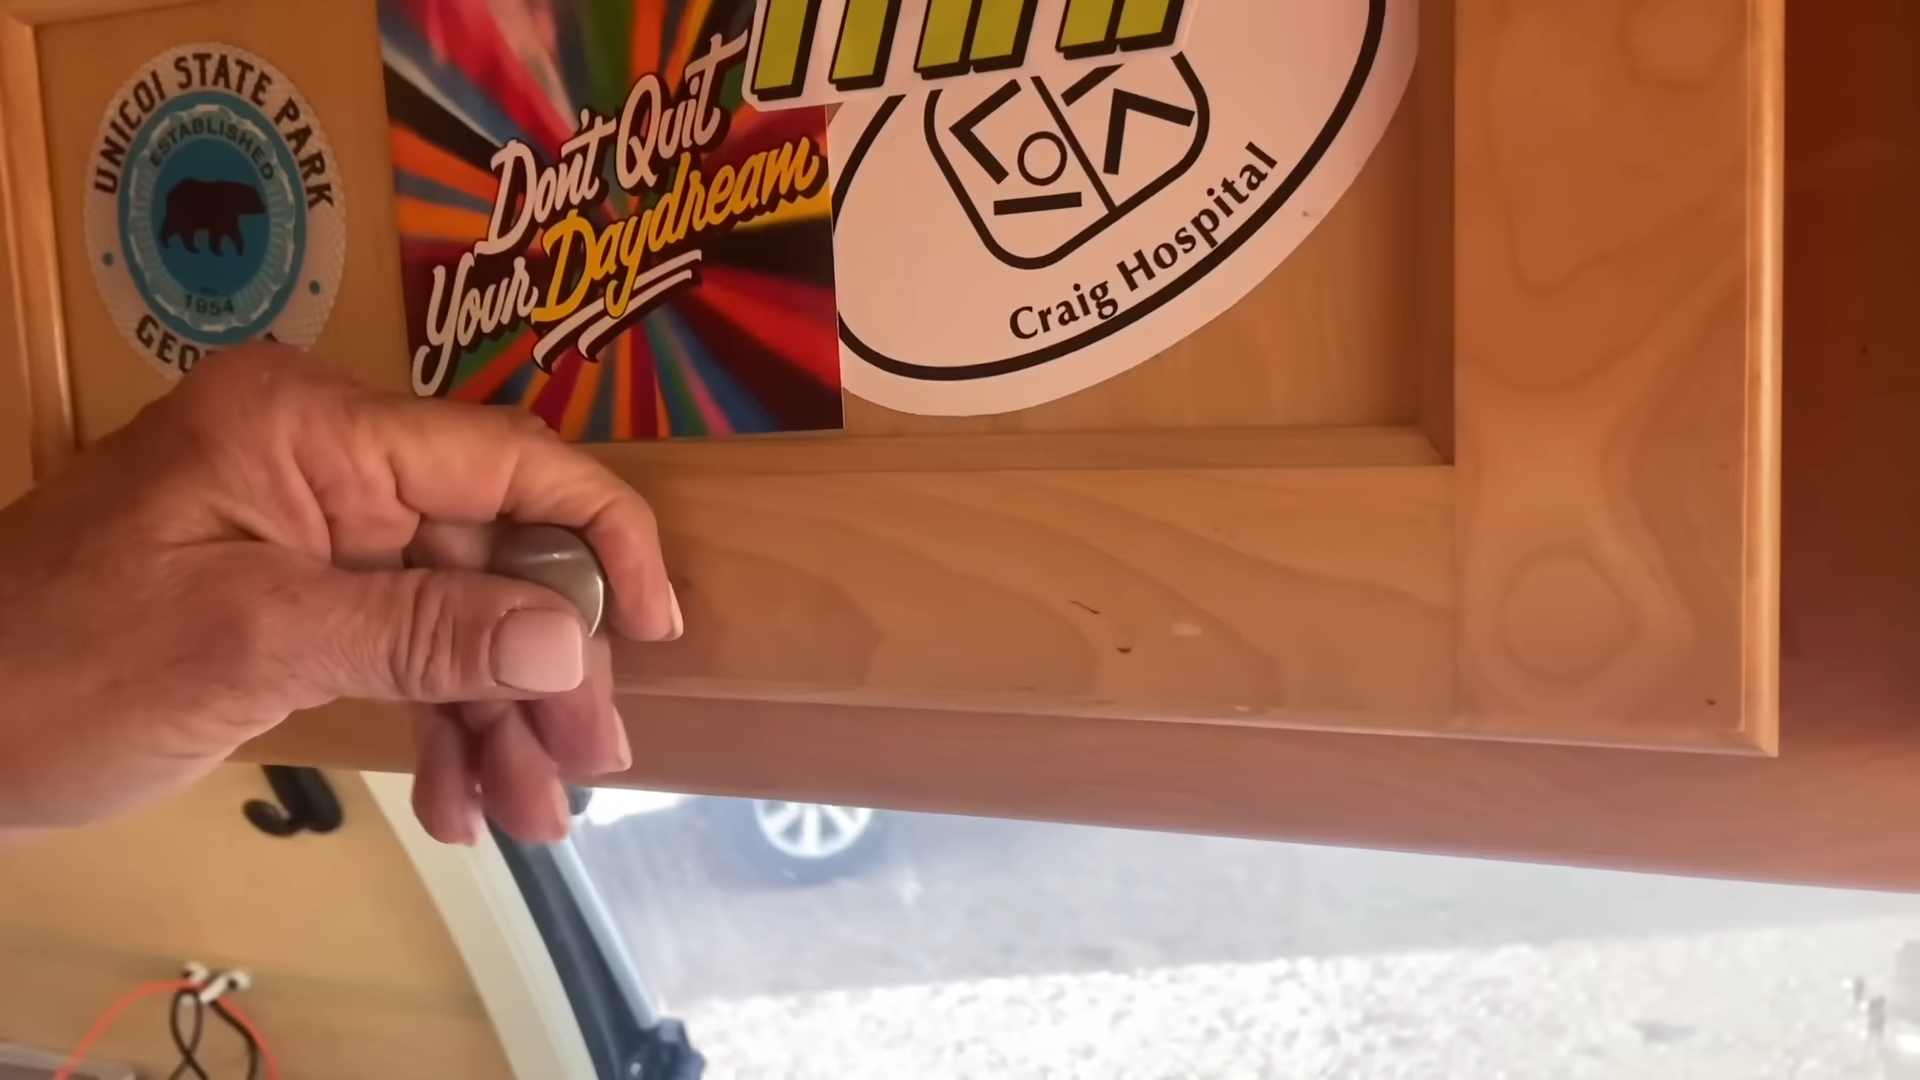 UNICOI STATE PARK
ESTABLISHED
1954
Don't Quit
Your Daydream
Craig Hospital